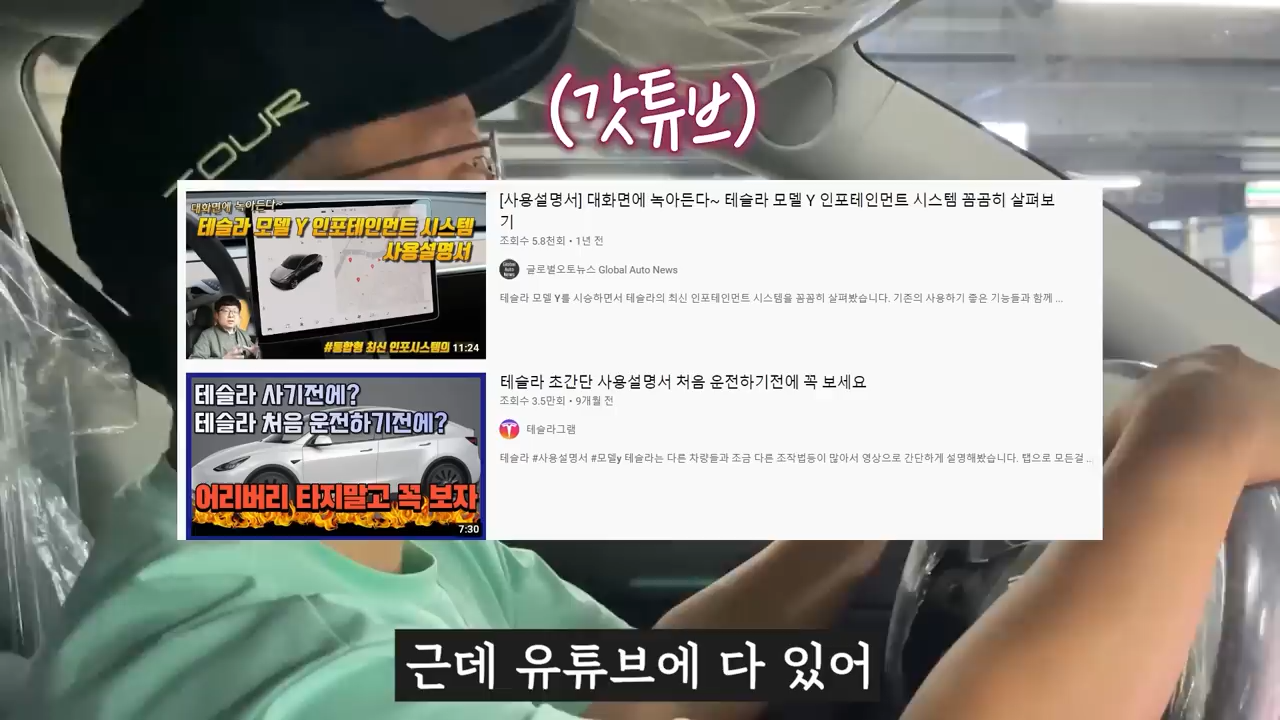 TOUR
(갓튜브)
대화면에 녹아든다~
테슬라 모델 Y 인포테인먼트 시스템
사용설명서
#통합형 최신 인포시스템의
11:24
[사용설명서] 대화면에 녹아든다~ 테슬라 모델 Y 인포테인먼트 시스템 꼼꼼히 살펴보
기
조회수 5.8천회 • 1년 전
Global Auto News
글로벌오토뉴스 Global Auto News
테슬라 모델 Y를 시승하면서 테슬라의 최신 인포테인먼트 시스템을 꼼꼼히 살펴봤습니다. 기존의 사용하기 좋은 기능들과 함께 ...
테슬라 사기전에?
테슬라 처음 운전하기전에?
어리버리 타지말고 꼭 보자
7:30
테슬라 초간단 사용설명서 처음 운전하기전에 꼭 보세요
조회수 3.5만회 • 9개월 전
테슬라그램
테슬라 #사용설명서 #모델y 테슬라는 다른 차량들과 조금 다른 조작법등이 많아서 영상으로 간단하게 설명해봤습니다. 탭으로 모든걸 ...
근데 유튜브에 다 있어